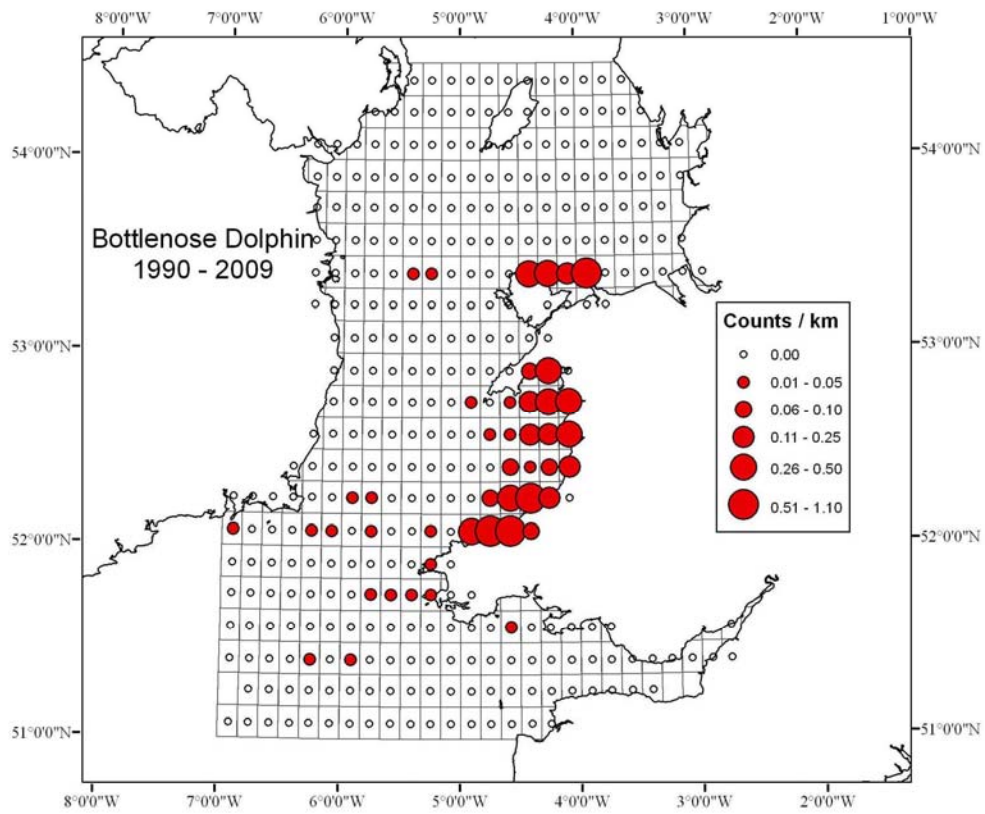 8°0'0"W 7°0'0"W 6°0'0"W 5°0'0"W 4°0'0"W 3°0'0"W 2°0'0"W 1°0'0"W
54°0'0"N 54°0'0"N
Bottlenose Dolphin
1990 - 2009
53°0'0"N 53°0'0"N
Counts / km
0.00
0.01 - 0.05
0.06 - 0.10
0.11 - 0.25
0.26 - 0.50
0.51 - 1.10
52°0'0"N 52°0'0"N
51°0'0"N 51°0'0"N
8°0'0"W 7°0'0"W 6°0'0"W 5°0'0"W 4°0'0"W 3°0'0"W 2°0'0"W